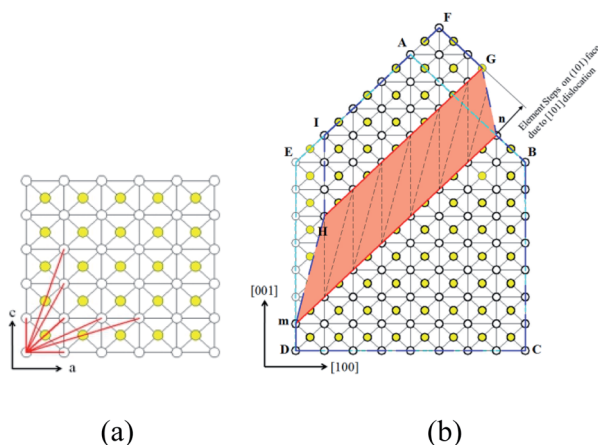 F
A
G
Element Steps on (101) face
due to [101] dislocation
I
n
E
B
H
c
[001]
m
a
D
[100]
C
(a)
(b)